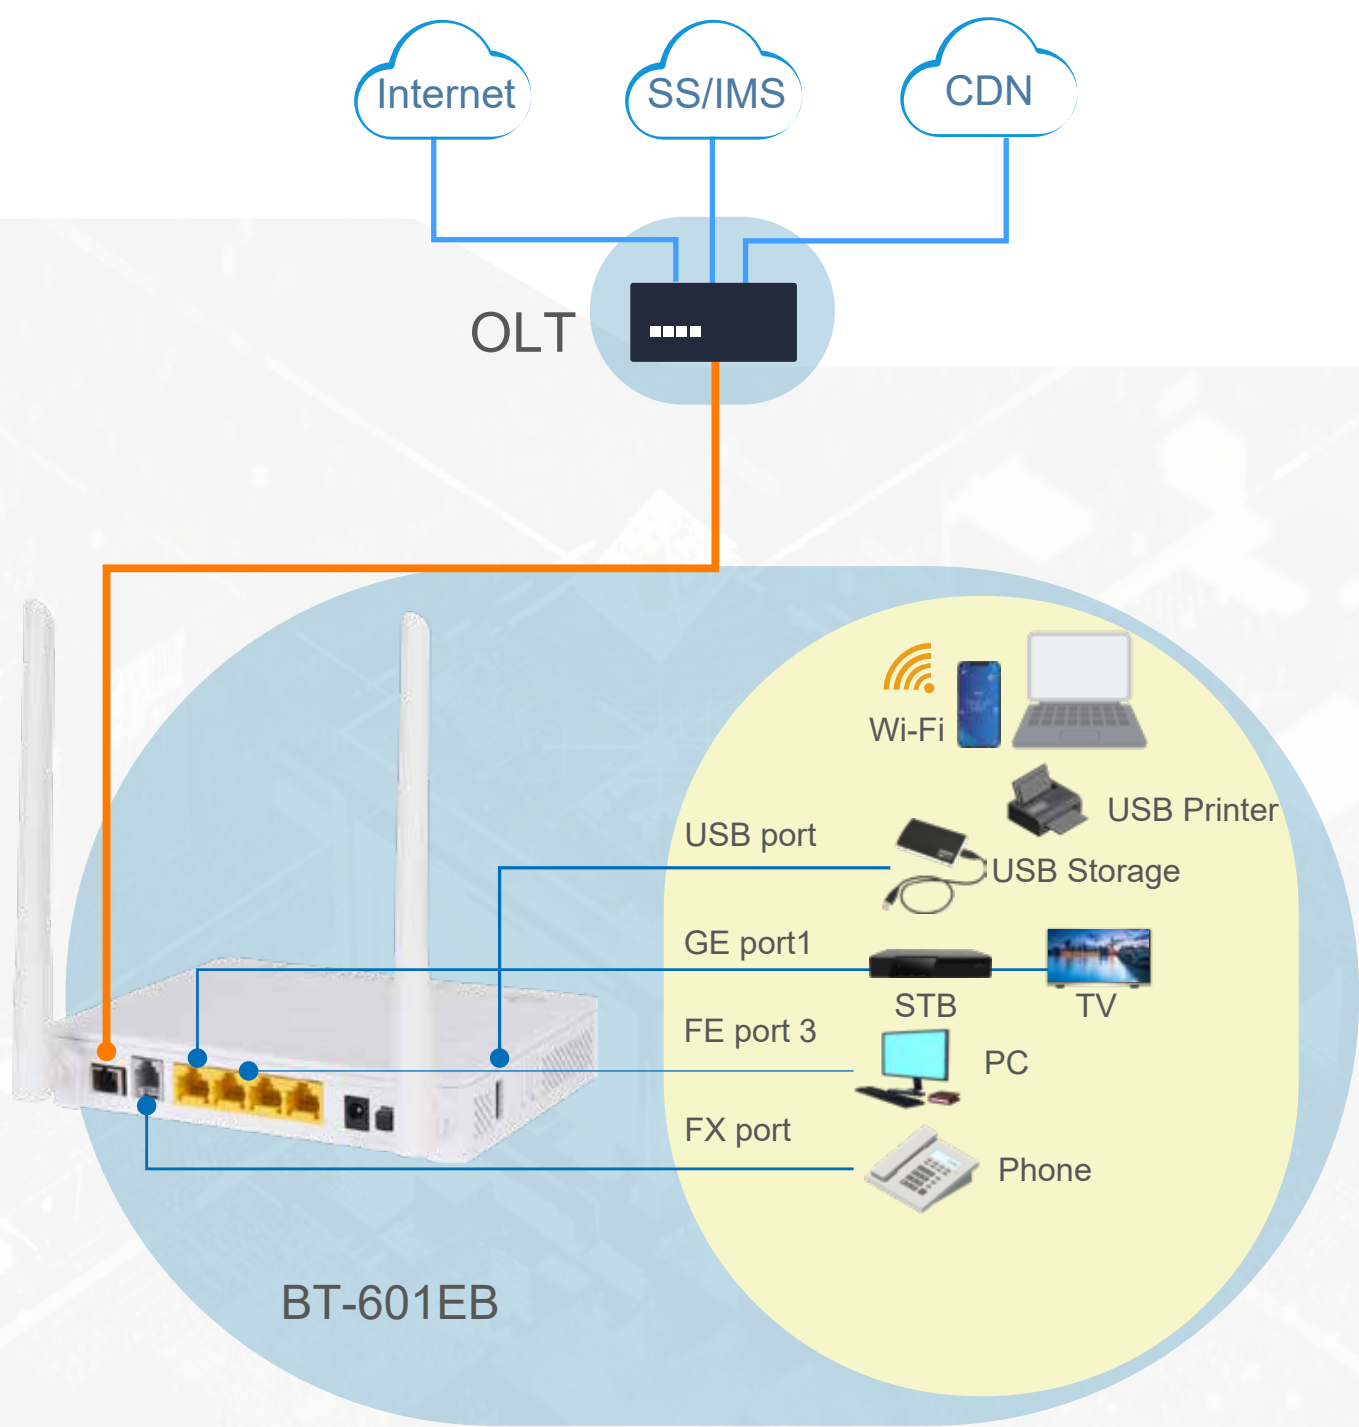 Internet
SS/IMS
CDN
OLT
Wi-Fi
USB Printer
USB port
USB Storage
GE port1
STB
TV
FE port 3
PC
FX port
Phone
BT-601EB